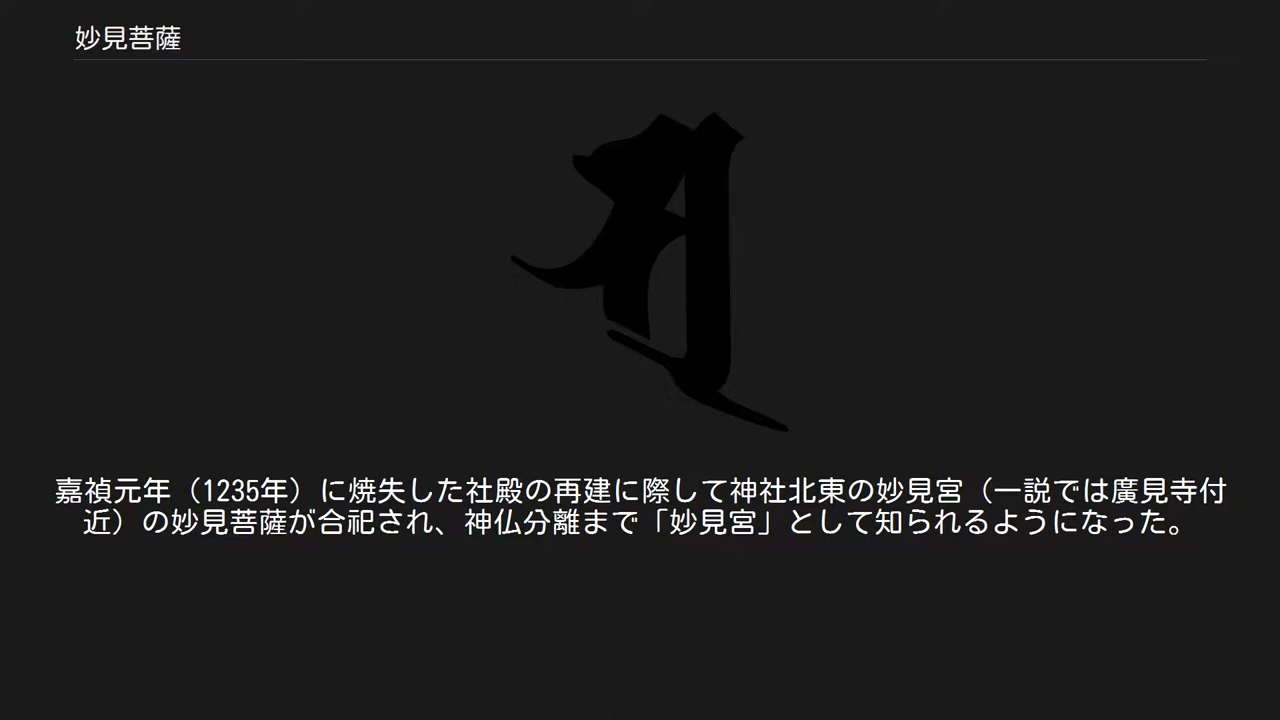 妙見菩薩
嘉禎元年（1235年）に焼失した社殿の再建に際して神社北東の妙見宮（一説では廣見寺付
近）の妙見菩薩が合祀され、神仏分離まで「妙見宮」として知られるようになった。